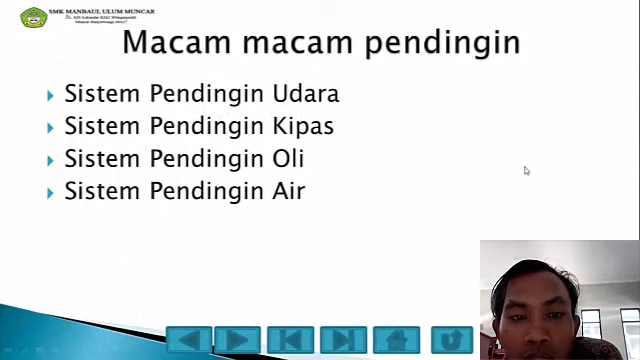 SMK MANBAUL ULUM MUNCAR
Macam macam pendingin
Sistem Pendingin Udara
Sistem Pendingin Kipas
Sistem Pendingin Oli
Sistem Pendingin Air